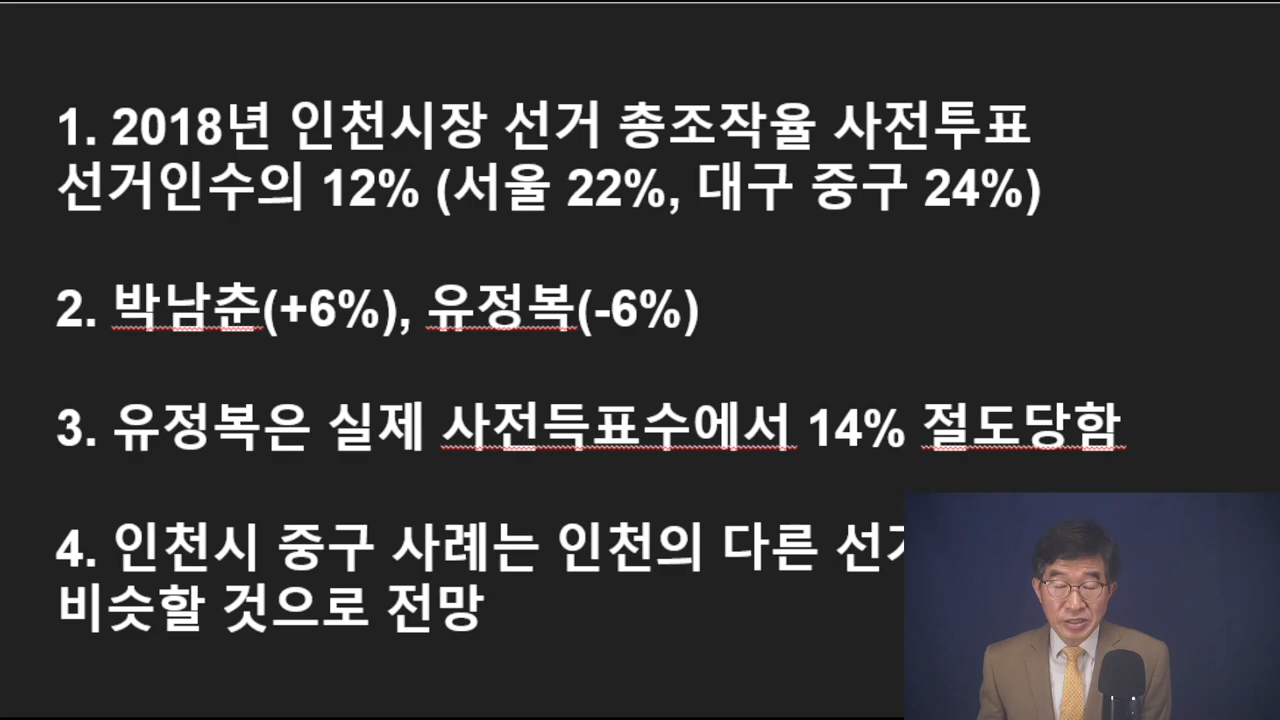 1. 2018년 인천시장 선거 총조작율 사전투표
선거인수의 12% (서울 22%, 대구 중구 24%)
2. 박남춘(+6%), 유정복(-6%)
3. 유정복은 실제 사전득표수에서 14% 절도당함
4. 인천시 중구 사례는 인천의 다른
비슷할 것으로 전망